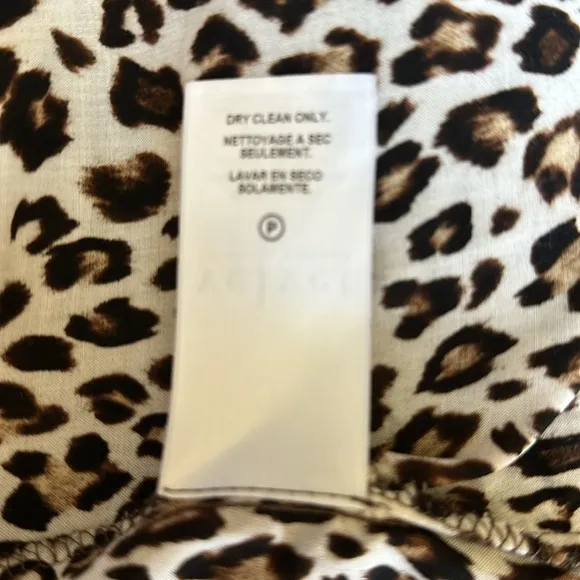 DRY CLEAN ONLY.
NETTOYAGE A SEC
SEULEMENT.
LAVAR EN SECO
SOLAMENTE.
P